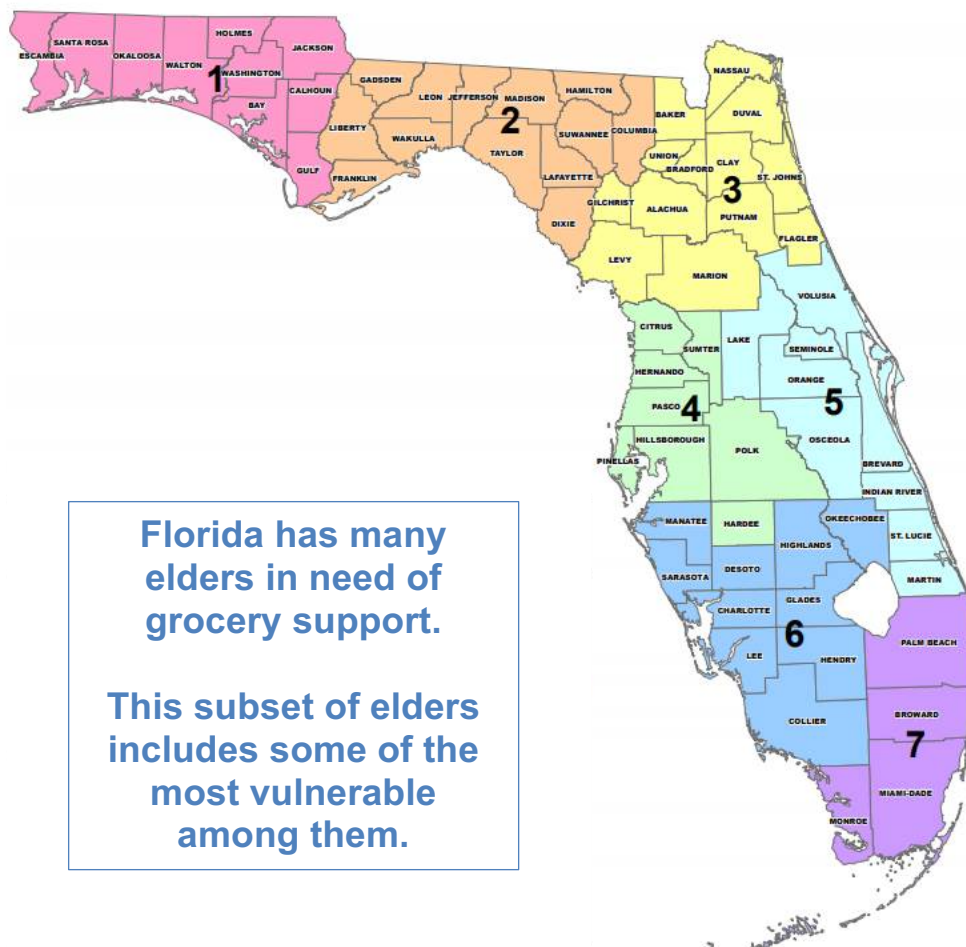 NASSAU
HOLMES
JACKSON
SANTA ROSA
ESCAMBIA
OKALOOSA
WALTON
1
WASHINGTON
GADSDEN
HAMILTON
CALHOUN
LEON
JEFFERSON
MADISON
BAY
2
BAKER
DUVAL
LIBERTY
SUWANNEE
COLUMBIA
WAKULLA
TAYLOR
UNION
CLAY
GULF
LAFAYETTE
BRADFORD
ST. JOHNS
FRANKLIN
3
GILCHRIST
ALACHUA
PUTNAM
DIXIE
FLAGLER
LEVY
MARION
VOLUSIA
CITRUS
LAKE
SUMTER
SEMINOLE
HERNANDO
ORANGE
PASCO
4
5
HILLSBOROUGH
OSCEOLA
POLK
PINELLAS
BREVARD
INDIAN RIVER
MANATEE
HARDEE
OKEECHOBEE
ST. LUCIE
HIGHLANDS
DESOTO
SARASOTA
MARTIN
GLADES
CHARLOTTE
6
PALM BEACH
LEE
HENDRY
BROWARD
COLLIER
7
MIAMI-DADE
MONROE
Florida has many
elders in need of
grocery support.
This subset of elders
includes some of the
most vulnerable
among them.